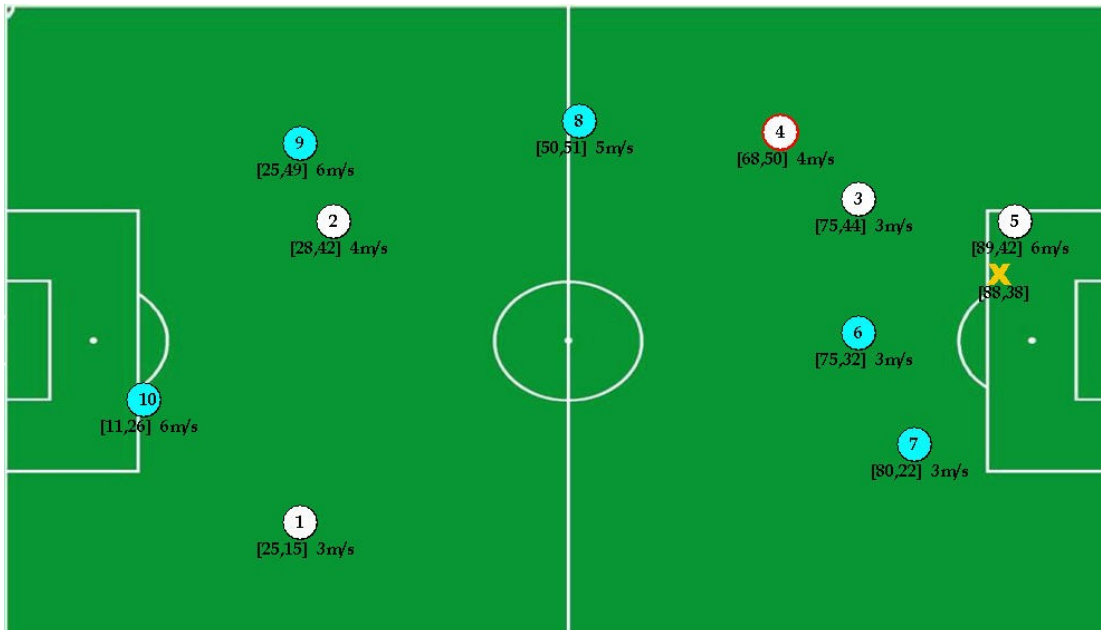 8
[50,51] 5m/s
4
[68,50] 4m/s
9
[25,49] 6m/s
3
[75,44] 3m/s
2
[28,42] 4m/s
5
[89,42] 6m/s
X
[88,38]
6
[75,32] 3m/s
10
[11,26] 6m/s
7
[80,22] 3m/s
1
[25,15] 3m/s